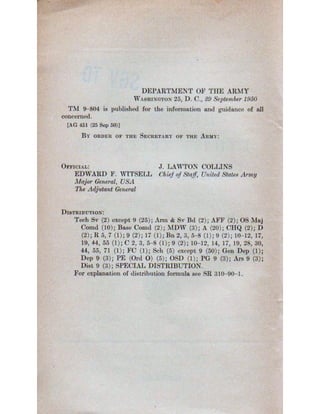 DEPARTMENT OF THE ARMY
WASHINGTON 25, D. C., 29 September 1950
TM 9-804 is published for the information and guidance of all
concerned.
[AG 451 (25 Sep 50)]
BY ORDER OF THE SECRETARY OF THE ARMY:
OFFICIAL:
EDWARD F. WITSELL
Major General, USA
The Adjutant General
J. LAWTON COLLINS
Chief of Staff, United States Army
DISTRIBUTION:
Tech Sv (2) except 9 (25); Arm & Sv Bd (2); AFF (2); OS Maj
Comd (10); Base Comd (2); MDW (3); A (20); CHQ (2); D
(2); R 5, 7 (1); 9 (2); 17 (1); Bn 2, 3, 5-8 (1); 9 (2); 10-12, 17,
19, 44, 55 (1); C 2, 3, 5-8 (1); 9 (2); 10-12, 14, 17, 19, 28, 30,
44, 55, 71 (1); FC (1); Sch (5) except 9 (50); Gen Dep (1);
Dep 9 (3); PE (Ord O) (5); OSD (1); PG 9 (3); Ars 9 (3);
Dist 9 (3); SPECIAL DISTRIBUTION.
For explanation of distribution formula see SR 310-90-1.